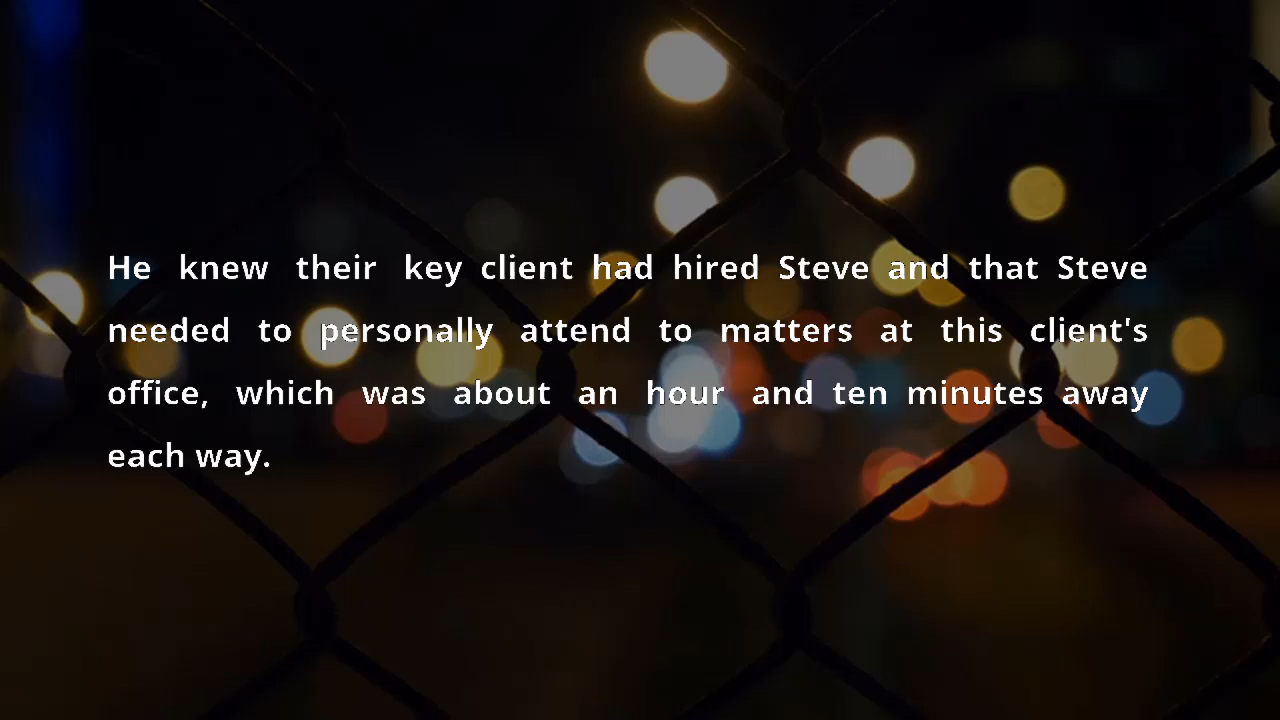 He knew their key client had hired Steve and that Steve
needed to personally attend to matters at this client's
office, which was about an hour and ten minutes away
each way.